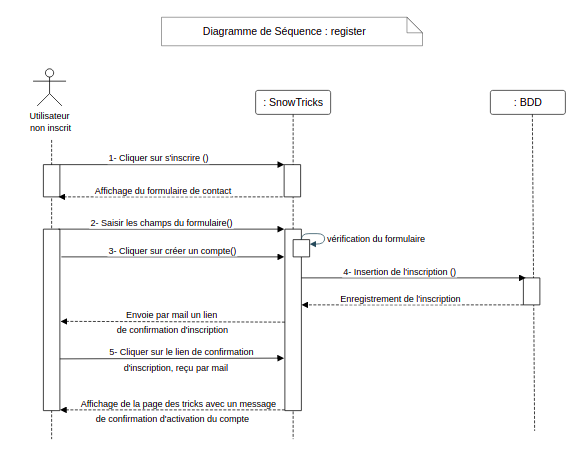 Diagramme de Séquence : register
Utilisateur
non inscrit
: SnowTricks
: BDD
1- Cliquer sur s'inscrire ()
Affichage du formulaire de contact
2- Saisir les champs du formulaire()
vérification du formulaire
3- Cliquer sur créer un compte()
4- Insertion de l'inscription ()
Enregistrement de l'inscription
Envoie par mail un lien
de confirmation d'inscription
5- Cliquer sur le lien de confirmation
d'inscription, reçu par mail
Affichage de la page des tricks avec un message
de confirmation d'activation du compte